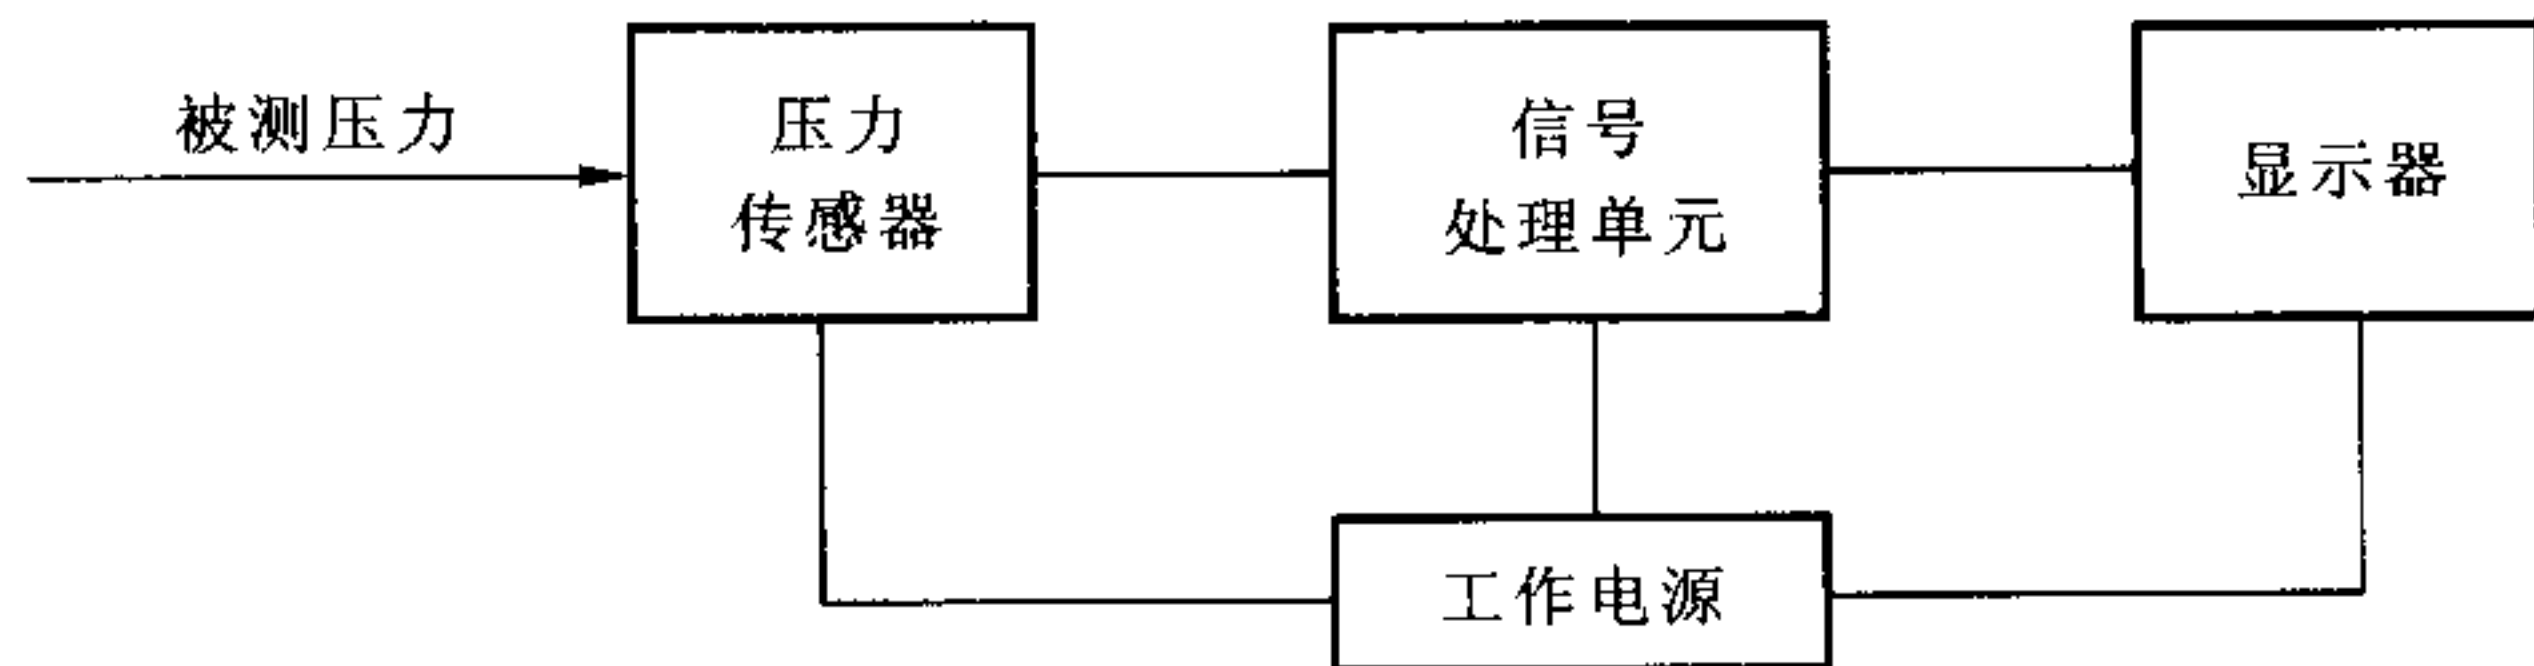 被测压力
压力
传感器
信号
处理单元
显示器
工作电源